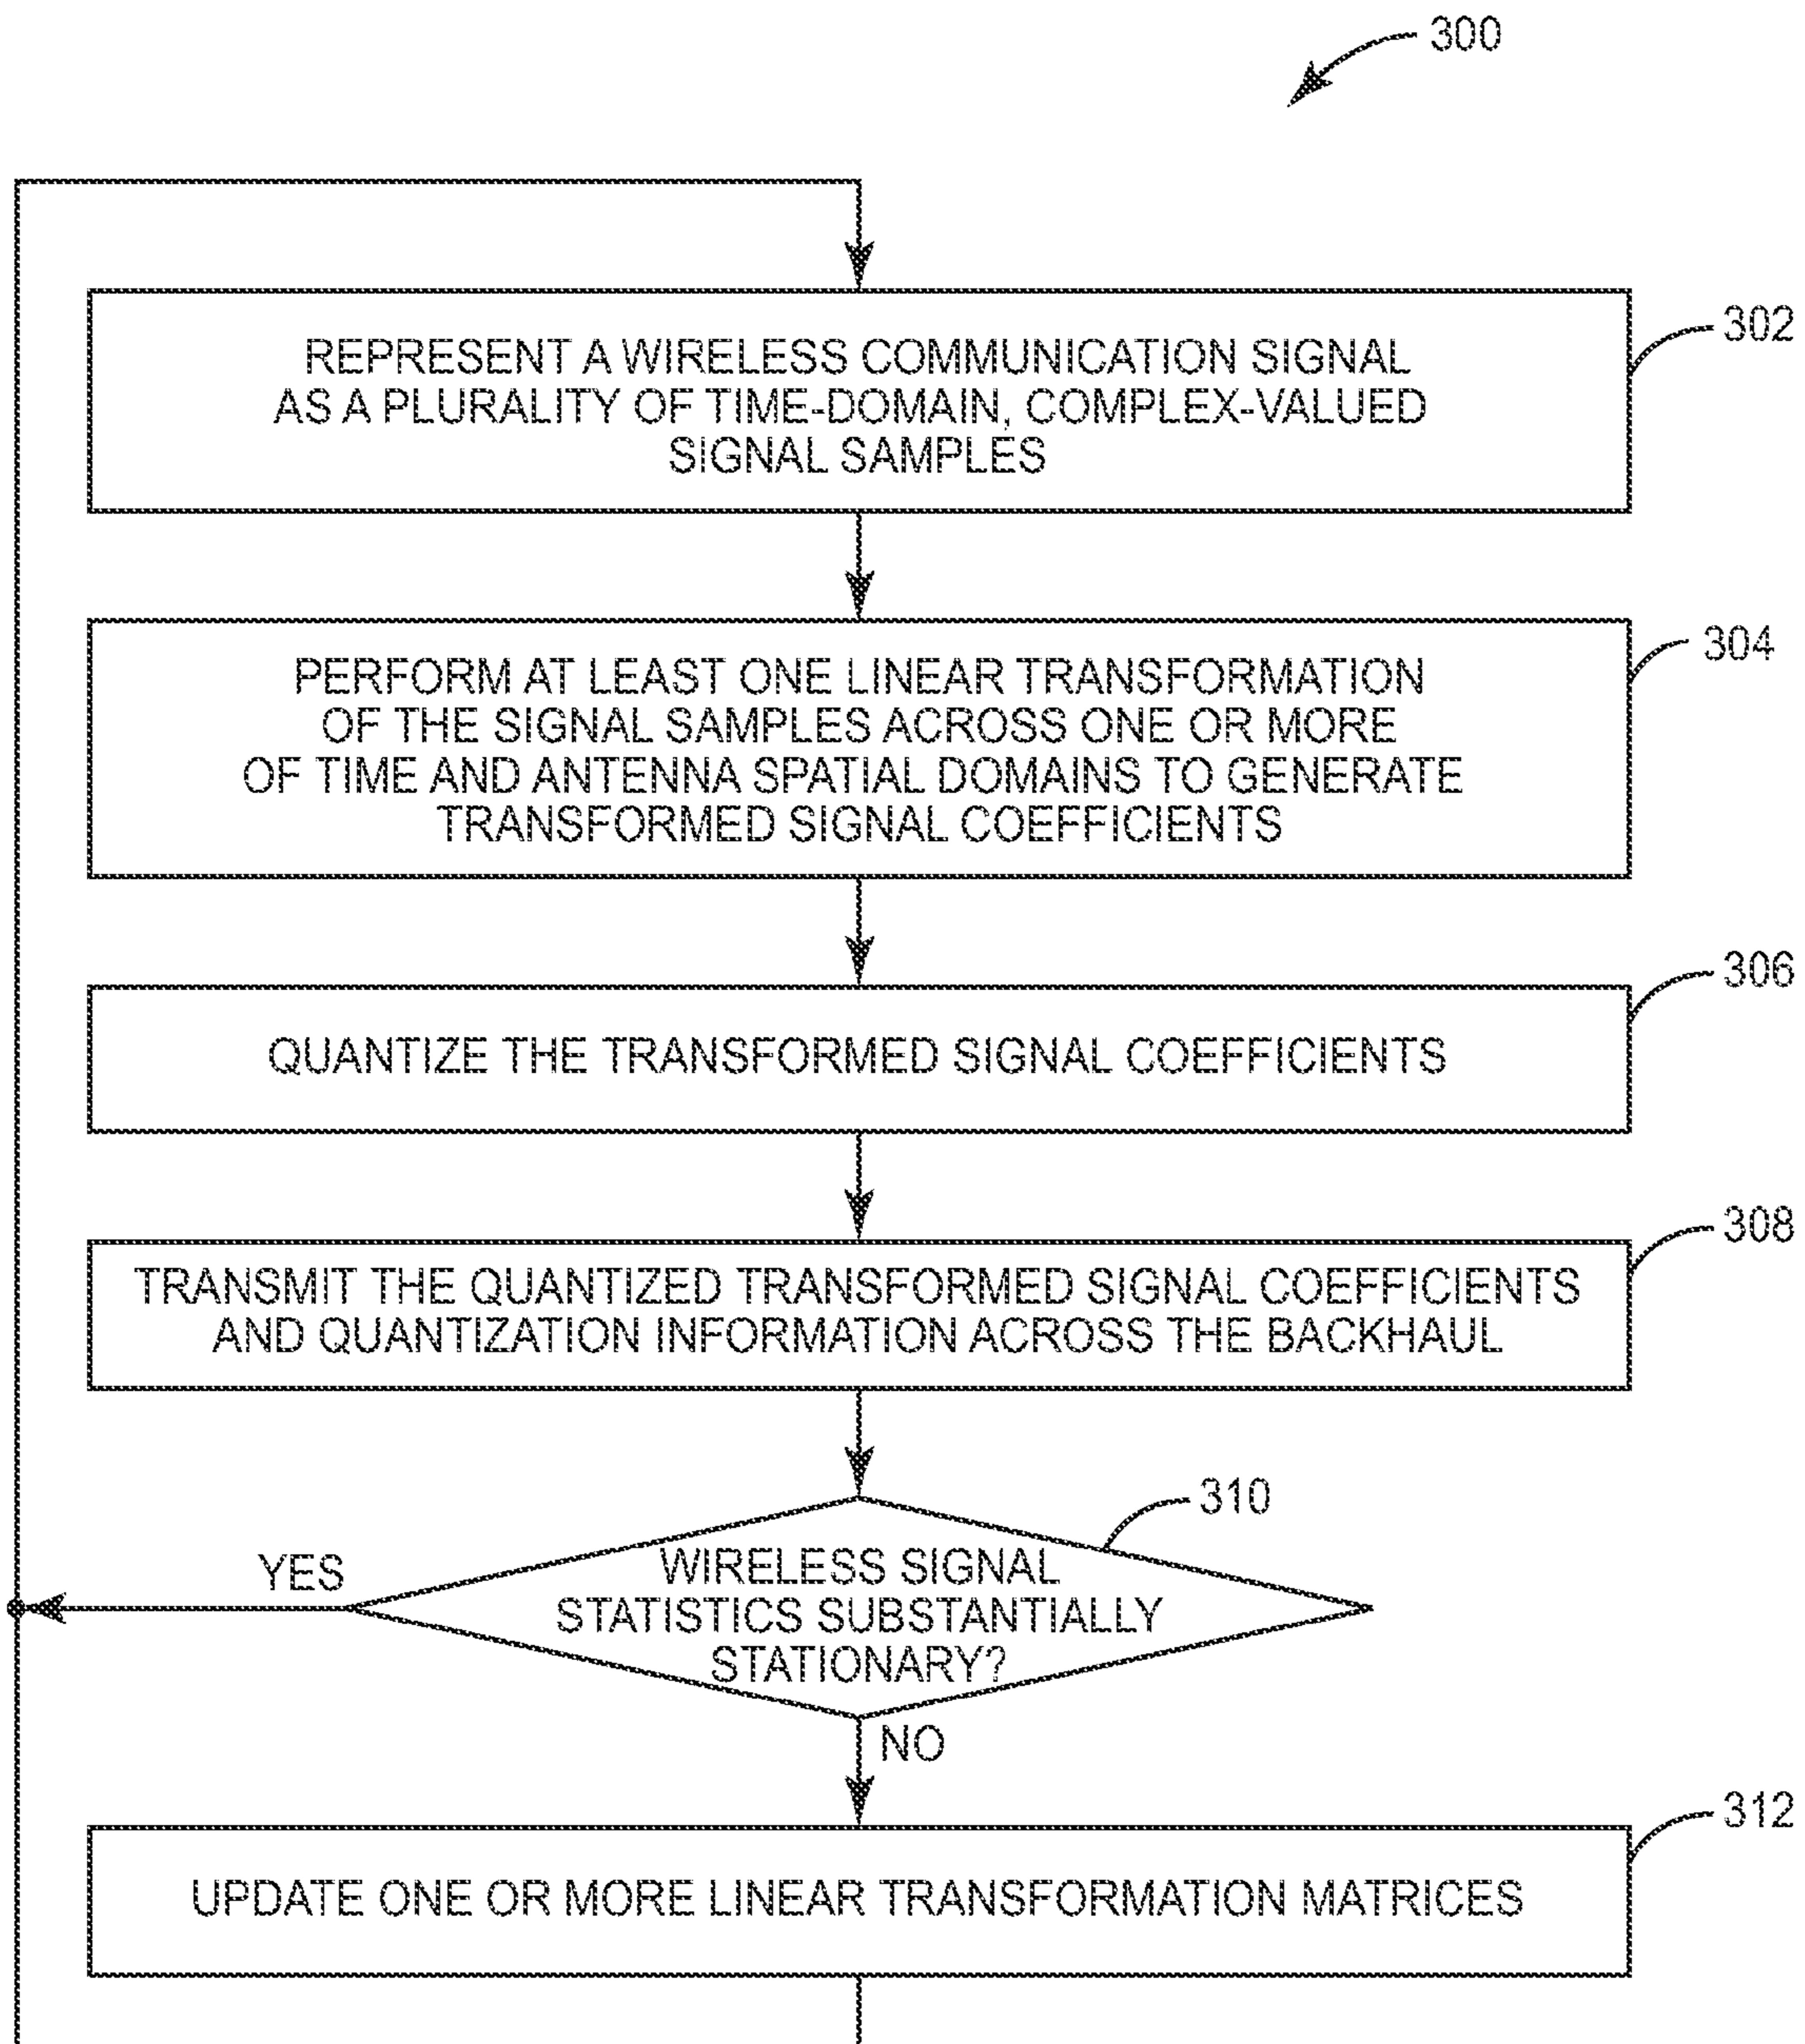 300
REPRESENT A WIRELESS COMMUNICATION SIGNAL
AS A PLURALITY OF TIME-DOMAIN, COMPLEX-VALUED
SIGNAL SAMPLES
302
PERFORM AT LEAST ONE LINEAR TRANSFORMATION
OF THE SIGNAL SAMPLES ACROSS ONE OR MORE
OF TIME AND ANTENNA SPATIAL DOMAINS TO GENERATE
TRANSFORMED SIGNAL COEFFICIENTS
304
QUANTIZE THE TRANSFORMED SIGNAL COEFFICIENTS
306
TRANSMIT THE QUANTIZED TRANSFORMED SIGNAL COEFFICIENTS
AND QUANTIZATION INFORMATION ACROSS THE BACKHAUL
308
WIRELESS SIGNAL
STATISTICS SUBSTANTIALLY
STATIONARY?
310
YES
NO
UPDATE ONE OR MORE LINEAR TRANSFORMATION MATRICES
312